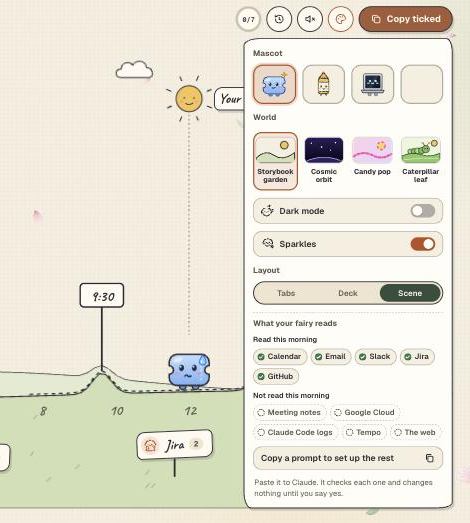 0/7
Copy ticked
Mascot
Your
World
Storybook garden
Cosmic orbit
Candy pop
Caterpillar leaf
Dark mode
Sparkles
Layout
Tabs
Deck
Scene
9:30
What your fairy reads
Read this morning
Calendar
Email
Slack
Jira
GitHub
Not read this morning
8
10
12
Meeting notes
Google Cloud
Claude Code logs
Tempo
The web
Jira 2
Copy a prompt to set up the rest
Paste it to Claude. It checks each one and changes
nothing until you say yes.